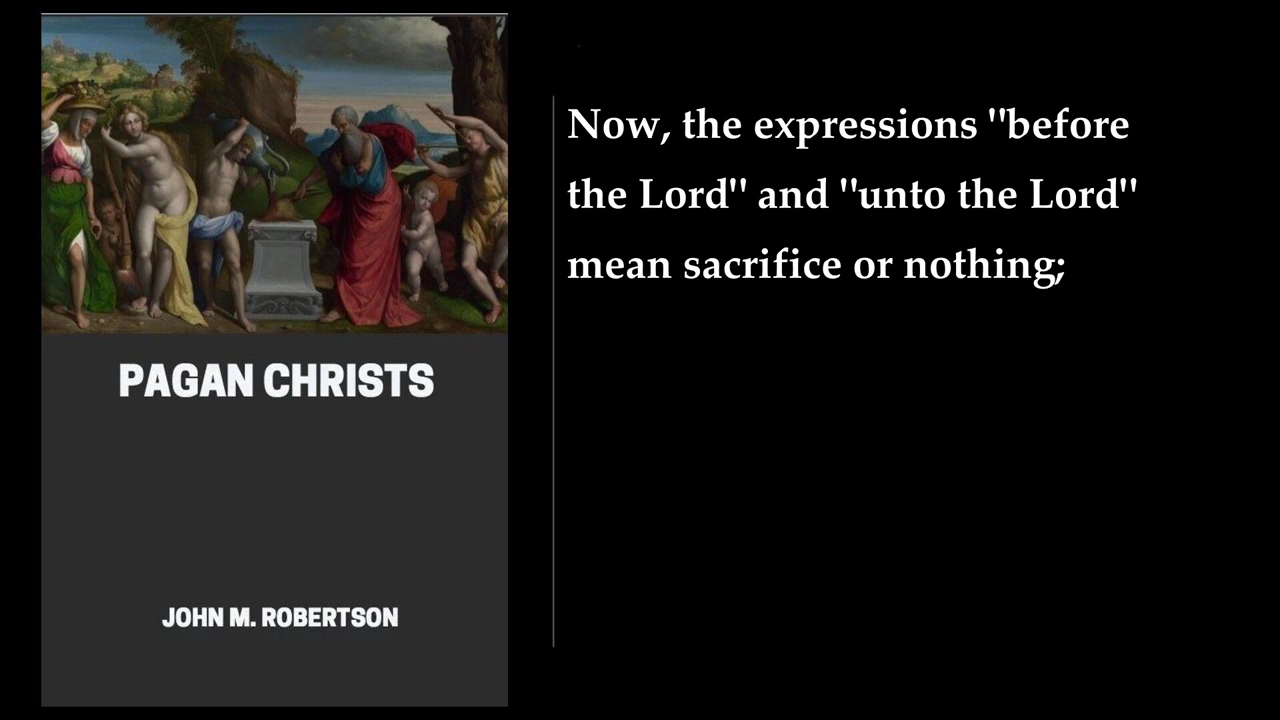 PAGAN CHRISTS
JOHN M. ROBERTSON
Now, the expressions "before
the Lord" and "unto the Lord"
mean sacrifice or nothing;